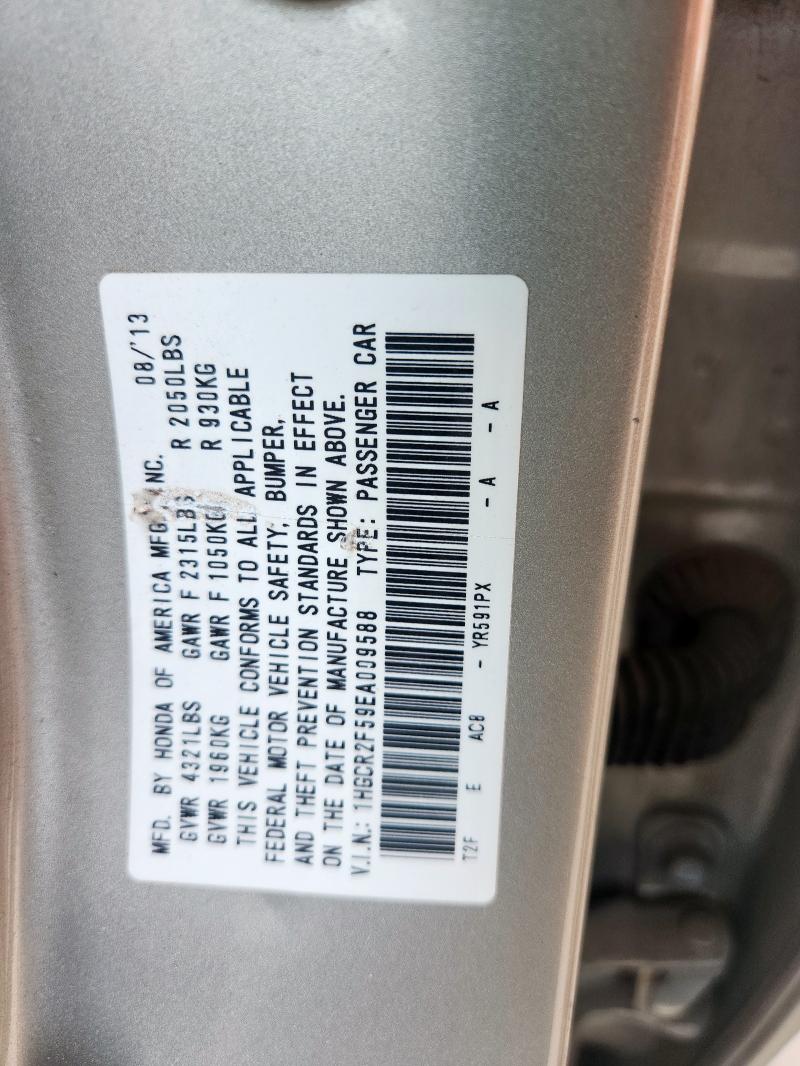 MFD. BY HONDA OF AMERICA MFG., INC. 08/'13
GVWR 4321LBS GAWR F 2315LBS R 2050LBS
GVWR 1960KG GAWR F 1050KG R 930KG
THIS VEHICLE CONFORMS TO ALL APPLICABLE
FEDERAL MOTOR VEHICLE SAFETY, BUMPER,
AND THEFT PREVENTION STANDARDS IN EFFECT
ON THE DATE OF MANUFACTURE SHOWN ABOVE.
V.I.N.: 1HGCR2F59EA009588 TYPE: PASSENGER CAR
T2F E AC8 - YR591PX - A - A